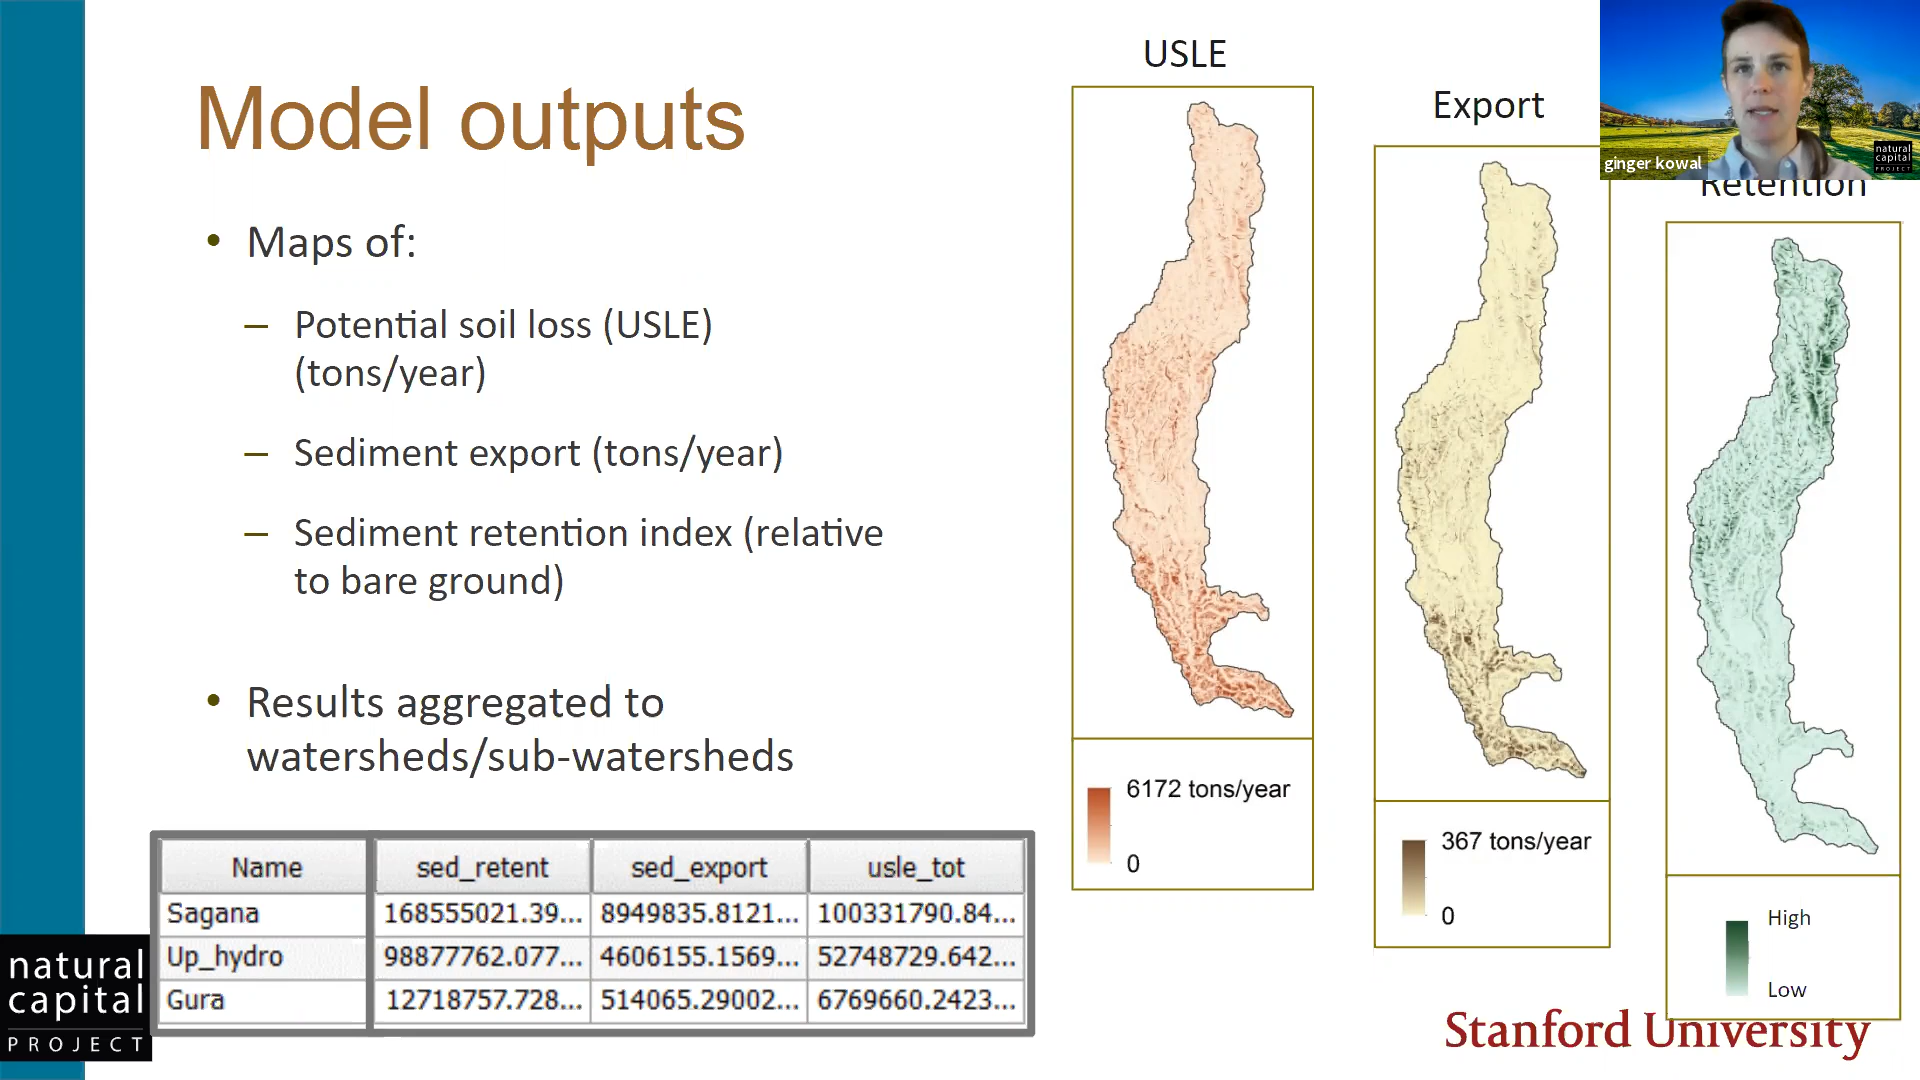 Model outputs
• Maps of:
– Potential soil loss (USLE)
(tons/year)
– Sediment export (tons/year)
– Sediment retention index (relative
to bare ground)
• Results aggregated to
watersheds/sub-watersheds
Name sed_retent sed_export usle_tot
Sagana 168555021.39... 8949835.8121... 100331790.84...
Up_hydro 98877762.077... 4606155.1569... 52748729.642...
Gura 12718757.728... 514065.29002... 6769660.2423...
USLE
6172 tons/year
0
Export
367 tons/year
0
Retention
High
Low
ginger kowal
natural
capital
PROJECT
natural
capital
PROJECT
Stanford University